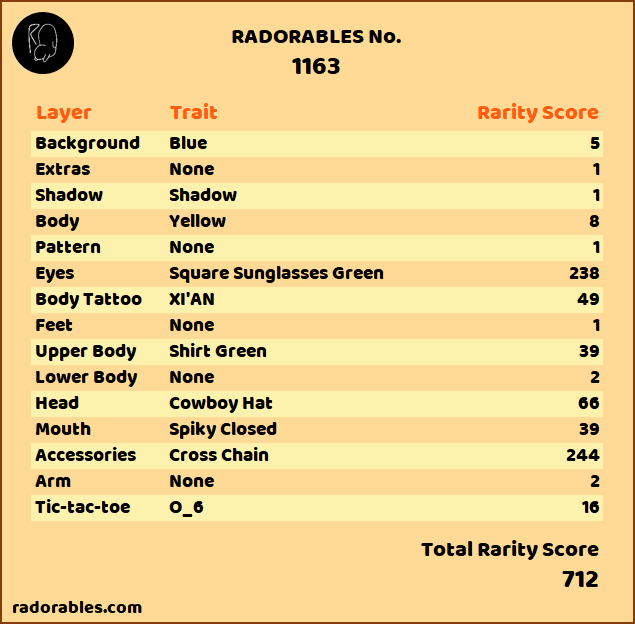 RADORABLES No.
1163
Layer Trait Rarity Score
Background Blue 5
Extras None 1
Shadow Shadow 1
Body Yellow 8
Pattern None 1
Eyes Square Sunglasses Green 238
Body Tattoo XI'AN 49
Feet None 1
Upper Body Shirt Green 39
Lower Body None 2
Head Cowboy Hat 66
Mouth Spiky Closed 39
Accessories Cross Chain 244
Arm None 2
Tic-tac-toe O_6 16
Total Rarity Score
712
radorables.com